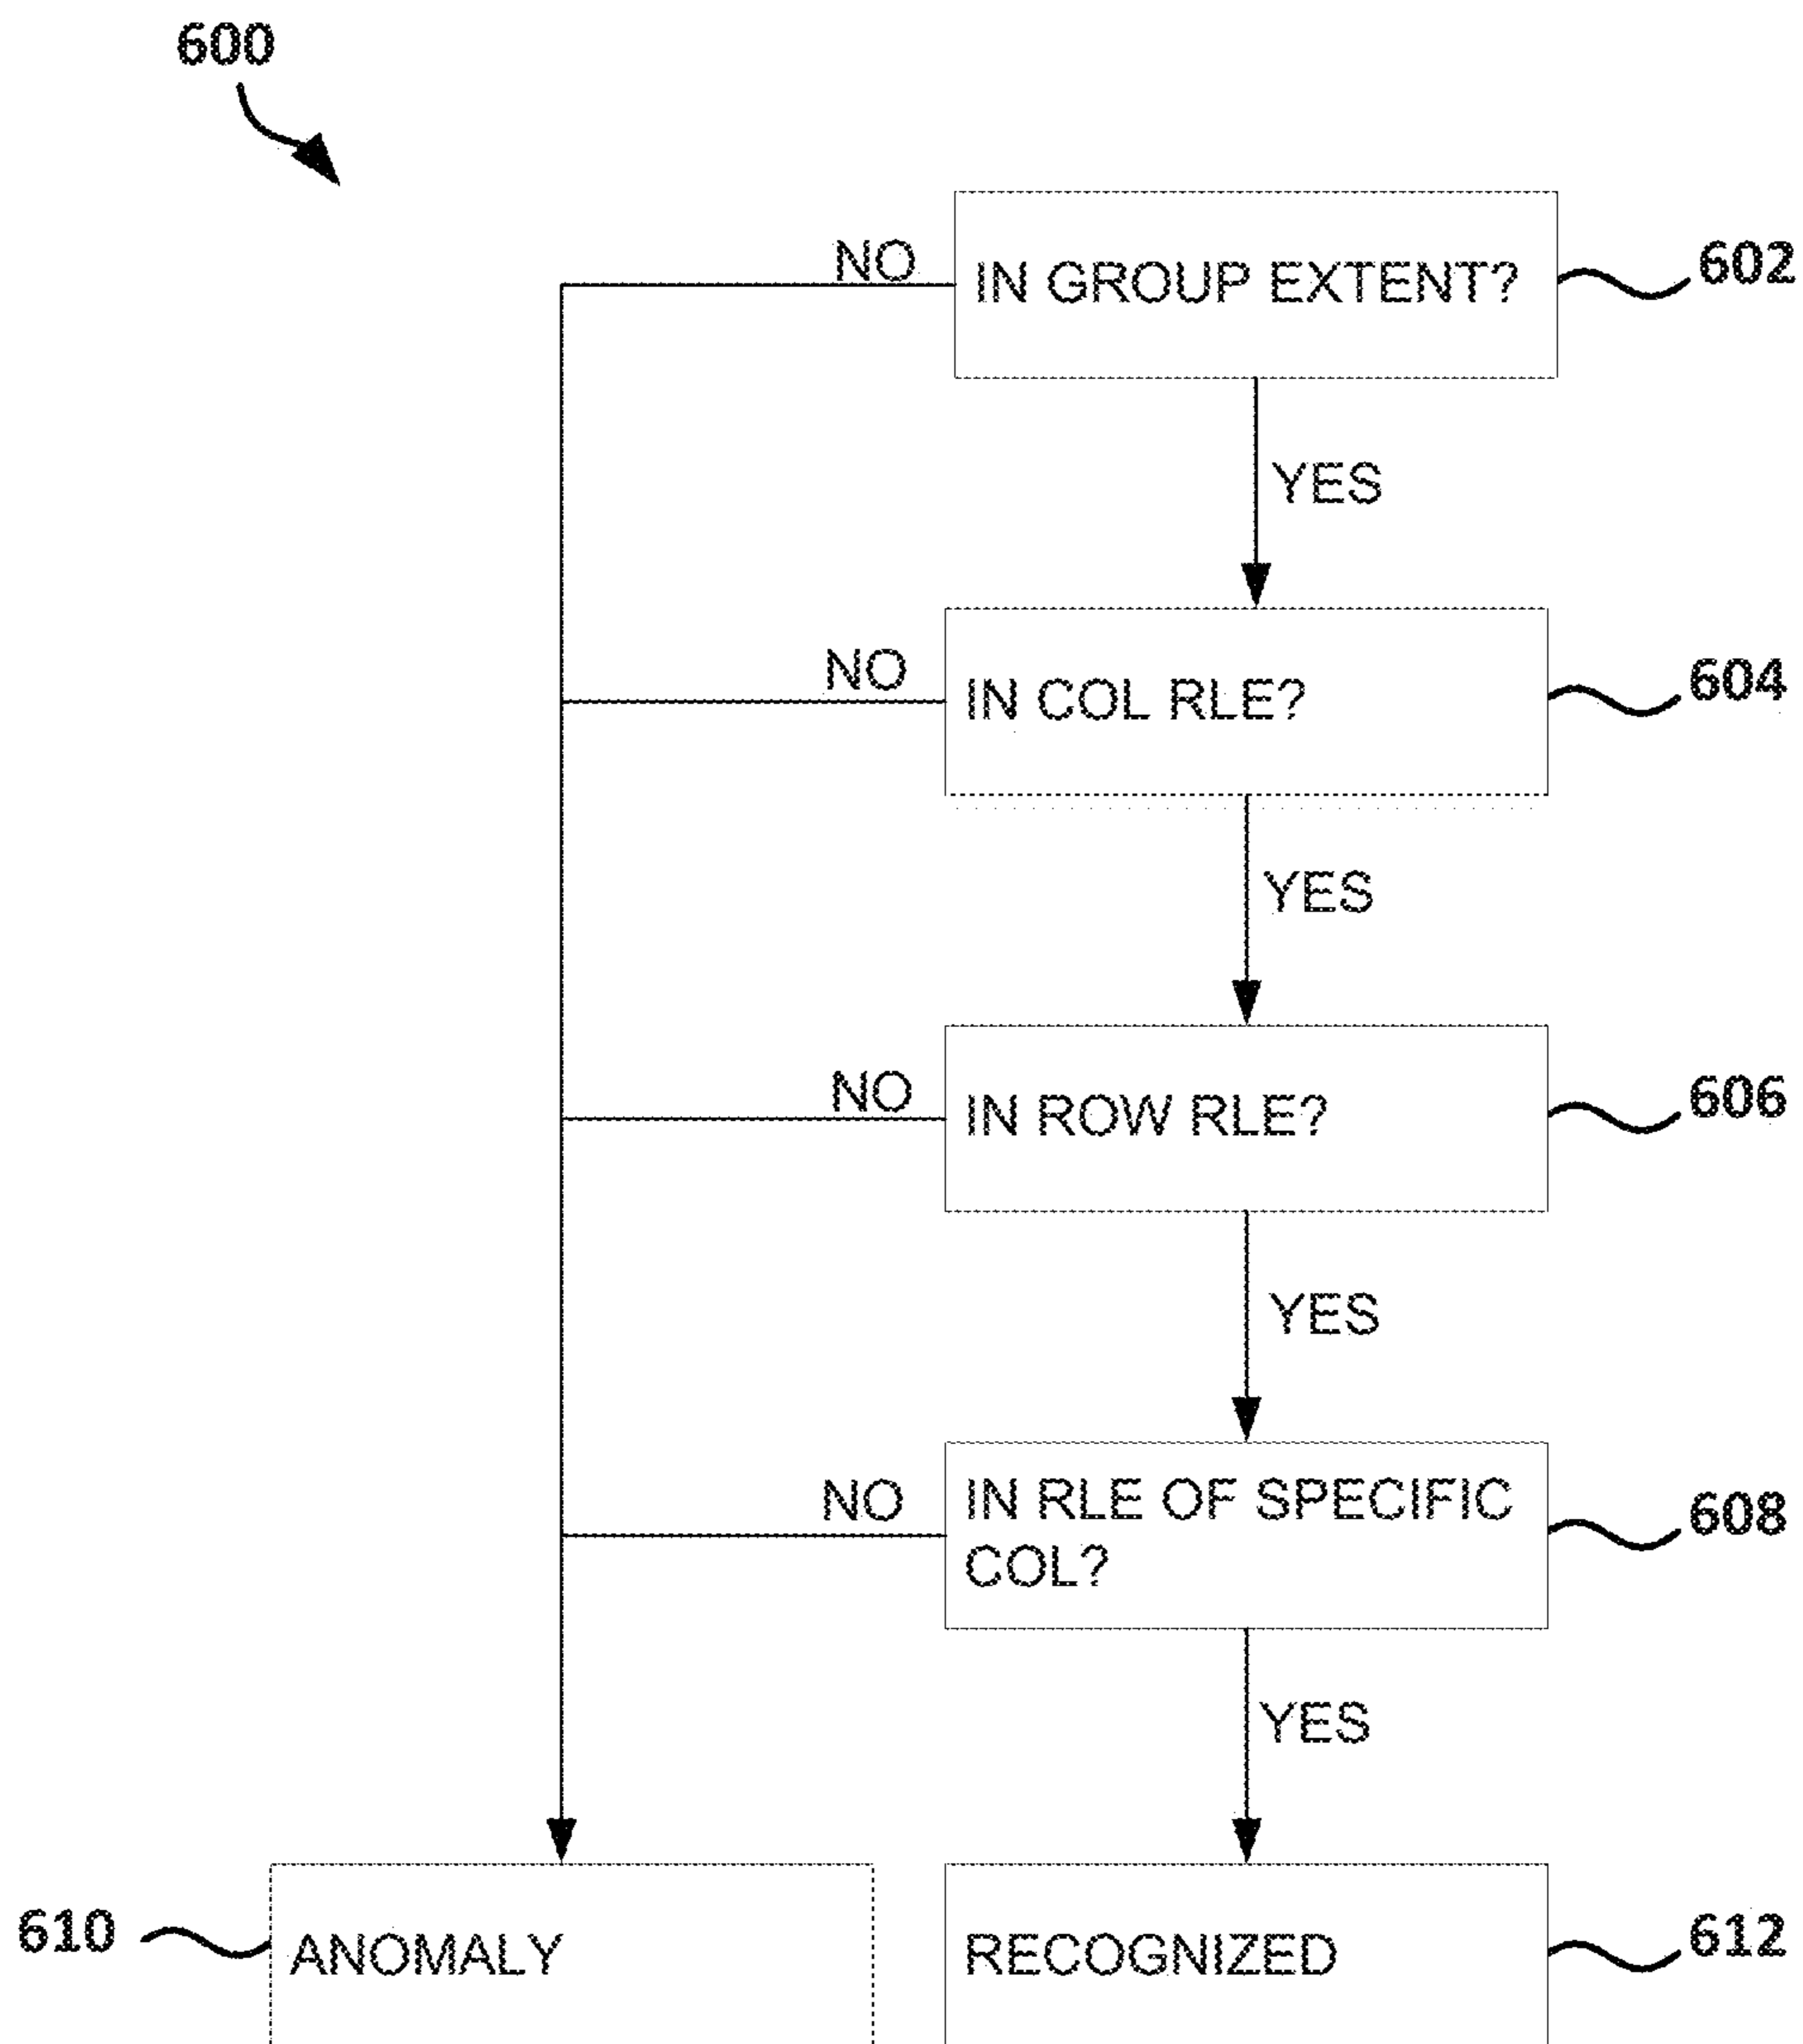 600
NO
IN GROUP EXTENT?
602
YES
NO
IN COL RLE?
604
YES
NO
IN ROW RLE?
606
YES
NO
IN RLE OF SPECIFIC
COL?
608
YES
610
ANOMALY
RECOGNIZED
612